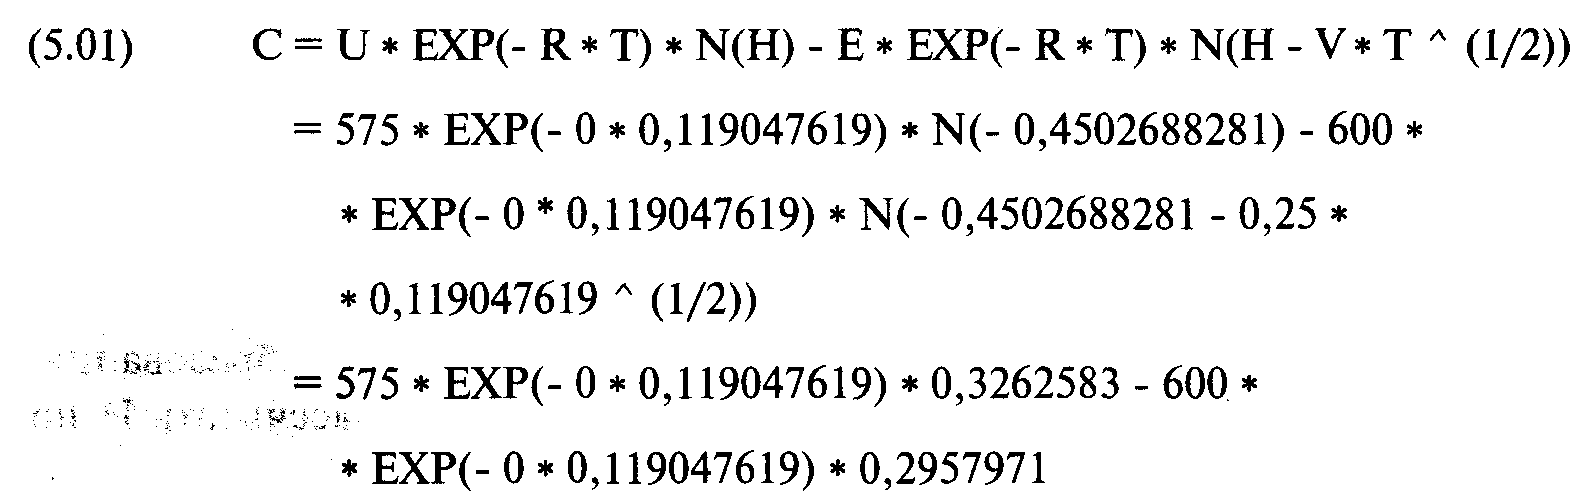 (5.01) C = U * EXP(- R * T) * N(H) - E * EXP(- R * T) * N(H - V * T ^ (1/2))
= 575 * EXP(- 0 * 0,119047619) * N(- 0,4502688281) - 600 *
* EXP(- 0 * 0,119047619) * N(- 0,4502688281 - 0,25 *
* 0,119047619 ^ (1/2))
= 575 * EXP(- 0 * 0,119047619) * 0,3262583 - 600 *
* EXP(- 0 * 0,119047619) * 0,2957971